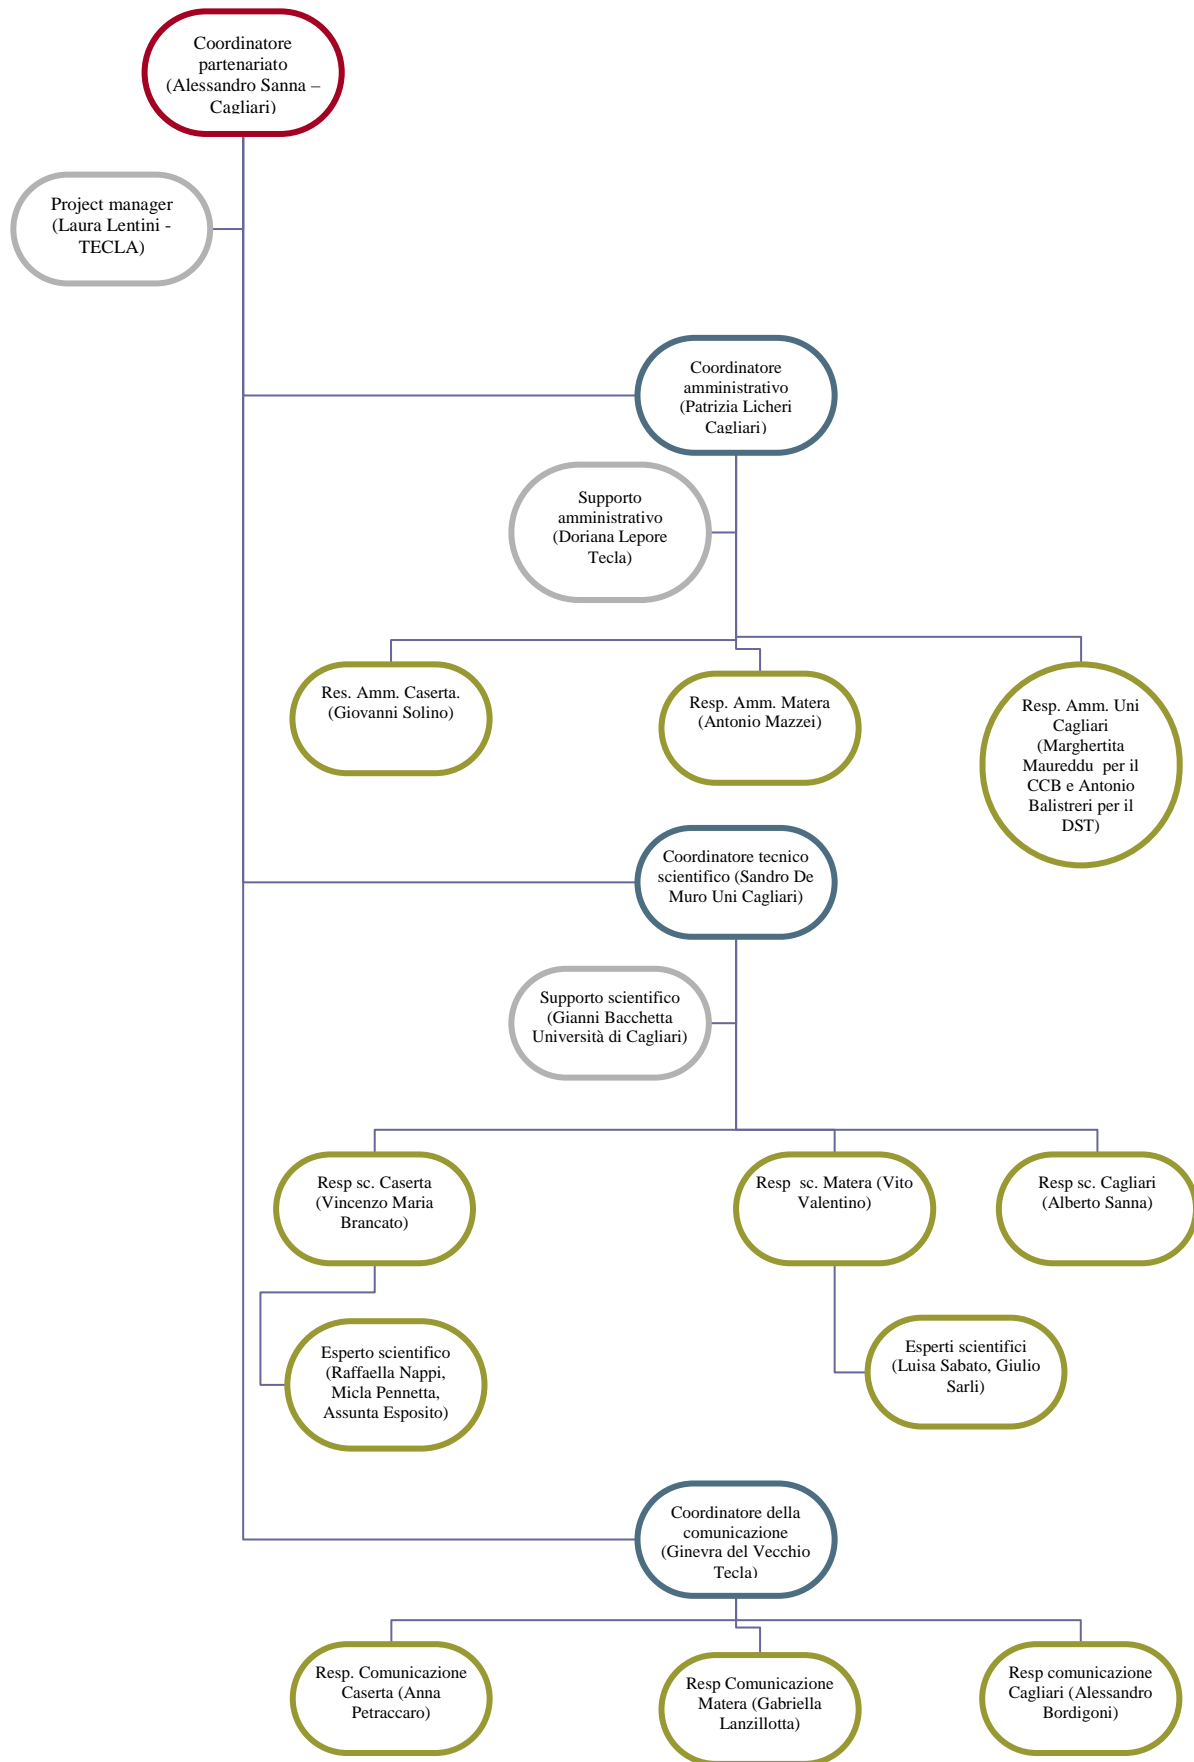 Coordinatore
partenariato
(Alessandro Sanna –
Cagliari)
Project manager
(Laura Lentini -
TECLA)
Coordinatore
amministrativo
(Patrizia Licheri
Cagliari)
Supporto
amministrativo
(Doriana Lepore
Tecla)
Res. Amm. Caserta.
(Giovanni Solino)
Resp. Amm. Matera
(Antonio Mazzei)
Resp. Amm. Uni
Cagliari
(Marghertita
Maureddu per il
CCB e Antonio
Balistreri per il
DST)
Coordinatore tecnico
scientifico (Sandro De
Muro Uni Cagliari)
Supporto scientifico
(Gianni Bacchetta
Università di Cagliari)
Resp sc. Caserta
(Vincenzo Maria
Brancato)
Resp sc. Matera (Vito
Valentino)
Resp sc. Cagliari
(Alberto Sanna)
Esperto scientifico
(Raffaella Nappi,
Micla Pennetta,
Assunta Esposito)
Esperti scientifici
(Luisa Sabato, Giulio
Sarli)
Coordinatore della
comunicazione
(Ginevra del Vecchio
Tecla)
Resp. Comunicazione
Caserta (Anna
Petraccaro)
Resp Comunicazione
Matera (Gabriella
Lanzillotta)
Resp comunicazione
Cagliari (Alessandro
Bordigoni)